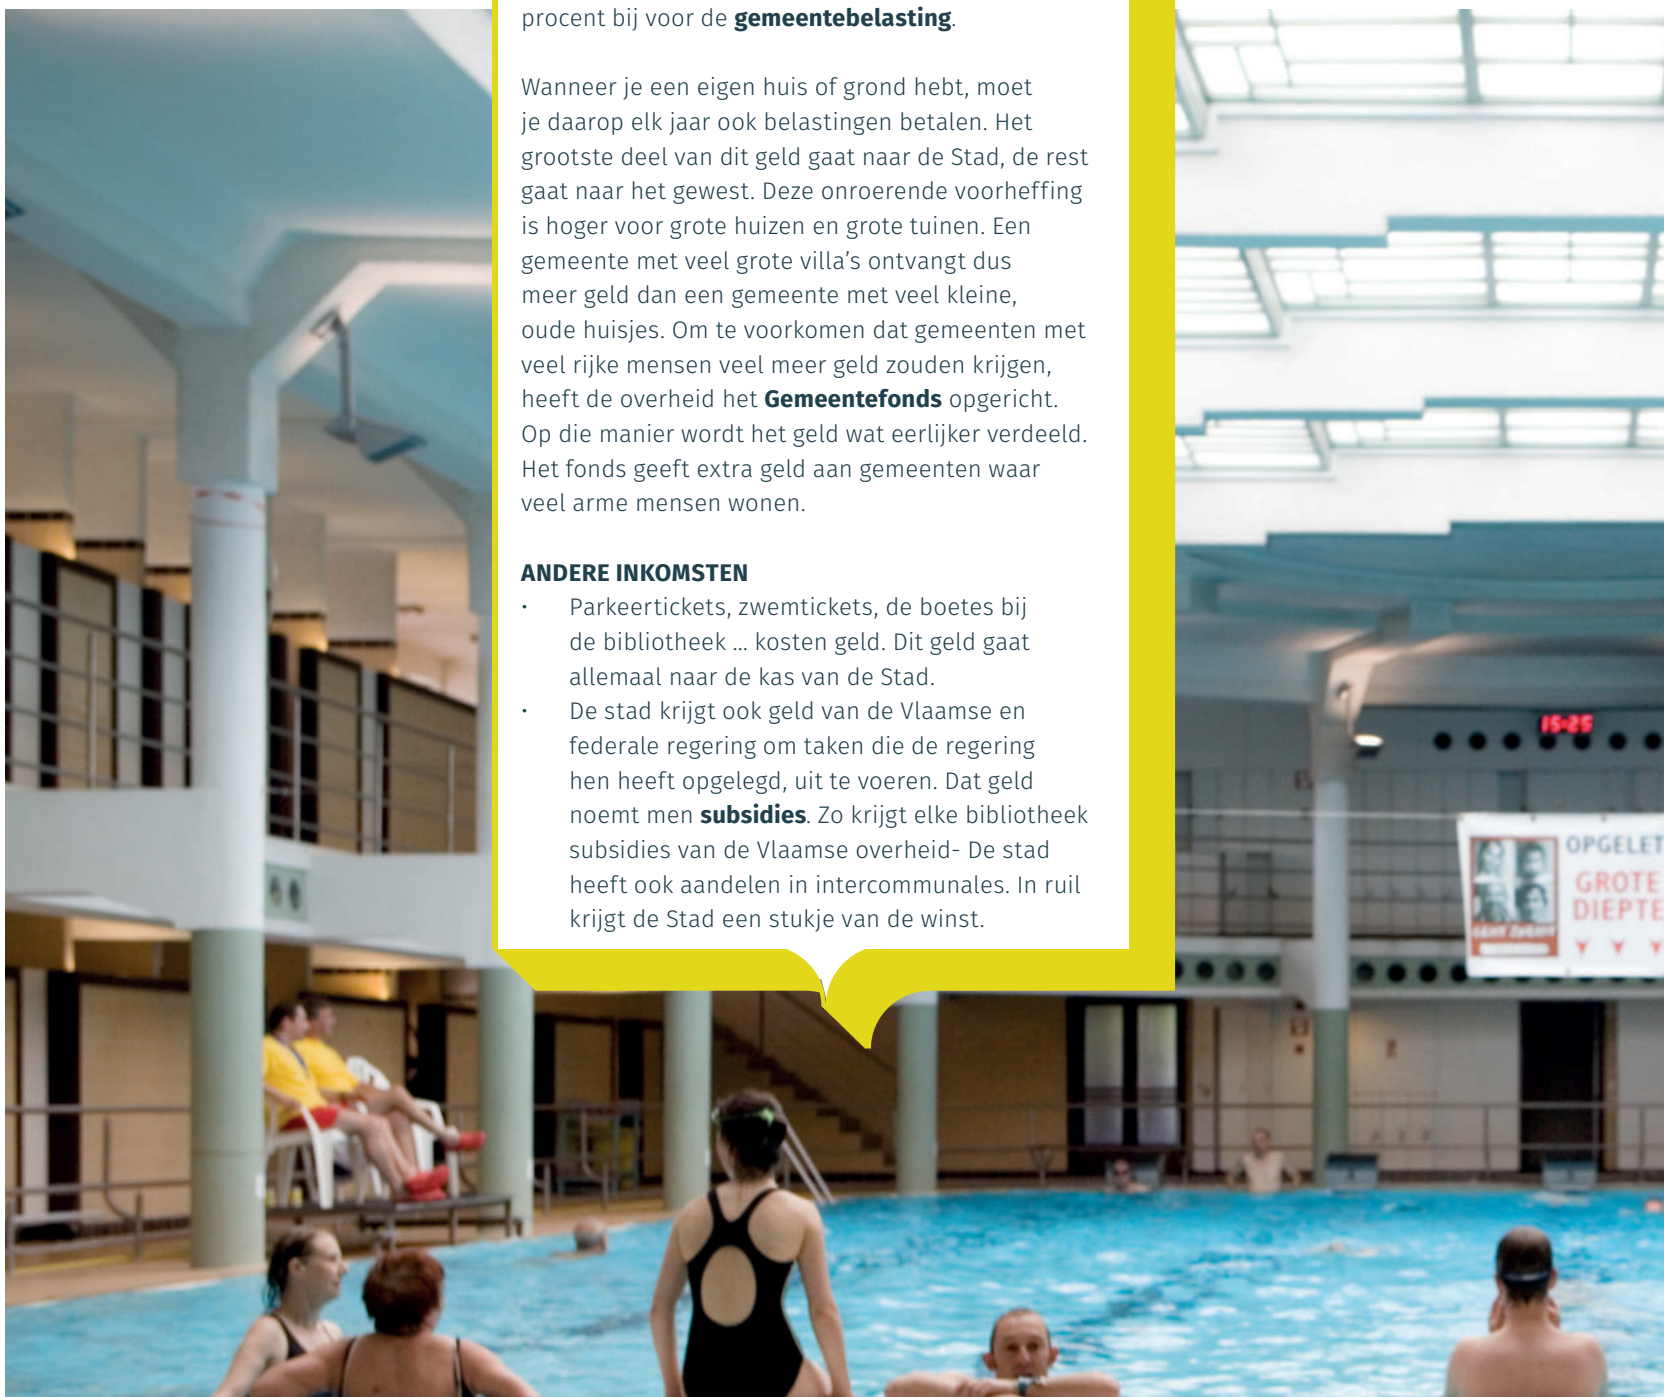 procent bij voor de gemeentebelasting.
Wanneer je een eigen huis of grond hebt, moet
je daarop elk jaar ook belastingen betalen. Het
grootste deel van dit geld gaat naar de Stad, de rest
gaat naar het gewest. Deze onroerende voorheffing
is hoger voor grote huizen en grote tuinen. Een
gemeente met veel grote villa's ontvangt dus
meer geld dan een gemeente met veel kleine,
oude huisjes. Om te voorkomen dat gemeenten met
veel rijke mensen veel meer geld zouden krijgen,
heeft de overheid het Gemeentefonds opgericht.
Op die manier wordt het geld wat eerlijker verdeeld.
Het fonds geeft extra geld aan gemeenten waar
veel arme mensen wonen.
ANDERE INKOMSTEN
• Parkeertickets, zwemtickets, de boetes bij
de bibliotheek … kosten geld. Dit geld gaat
allemaal naar de kas van de Stad.
• De stad krijgt ook geld van de Vlaamse en
federale regering om taken die de regering
hen heeft opgelegd, uit te voeren. Dat geld
noemt men subsidies. Zo krijgt elke bibliotheek
subsidies van de Vlaamse overheid- De stad
heeft ook aandelen in intercommunales. In ruil
krijgt de Stad een stukje van de winst.
15:25
OPGELET
GROTE
DIEPTE